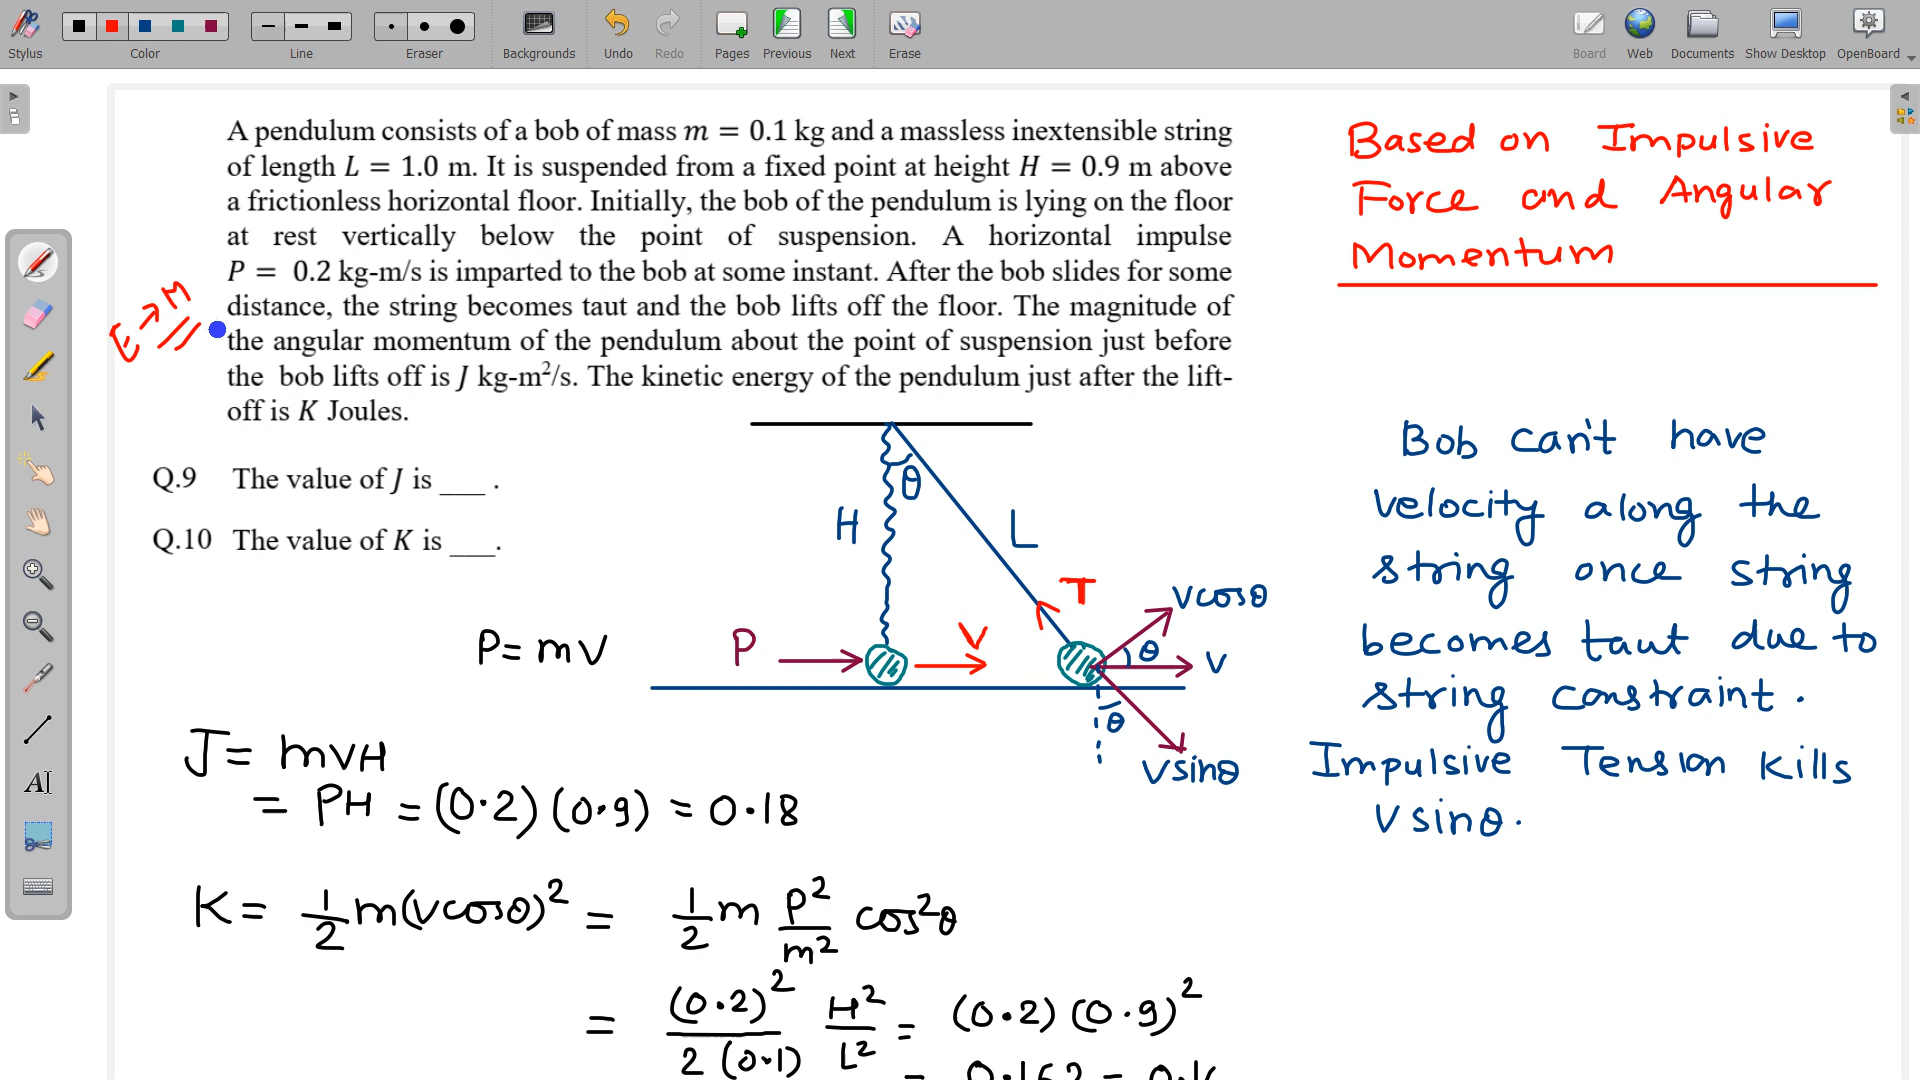 Stylus Color Line Eraser Backgrounds Undo Redo Pages Previous Next Erase Board Web Documents Show Desktop OpenBoard
A pendulum consists of a bob of mass m = 0.1 kg and a massless inextensible string
of length L = 1.0 m. It is suspended from a fixed point at height H = 0.9 m above
a frictionless horizontal floor. Initially, the bob of the pendulum is lying on the floor
at rest vertically below the point of suspension. A horizontal impulse
P = 0.2 kg-m/s is imparted to the bob at some instant. After the bob slides for some
distance, the string becomes taut and the bob lifts off the floor. The magnitude of
the angular momentum of the pendulum about the point of suspension just before
the bob lifts off is J kg-m²/s. The kinetic energy of the pendulum just after the lift-
off is K Joules.
E → M
Based on Impulsive
Force and Angular
Momentum
Q.9 The value of J is ___ .
Q.10 The value of K is ___.
θ
H
L
T
P
V
vcosθ
θ
v
θ
vsinθ
P= mv
Bob can't have
velocity along the
string once string
becomes taut due to
string constraint.
Impulsive Tension kills
vsinθ.
J= mvH
= PH = (0.2) (0.9) = 0.18
K= 1/2 m(vcosθ)² = 1/2 m P²/m² cos²θ
= (0.2)²/2(0.1) H²/L² = (0.2) (0.9)²
AI